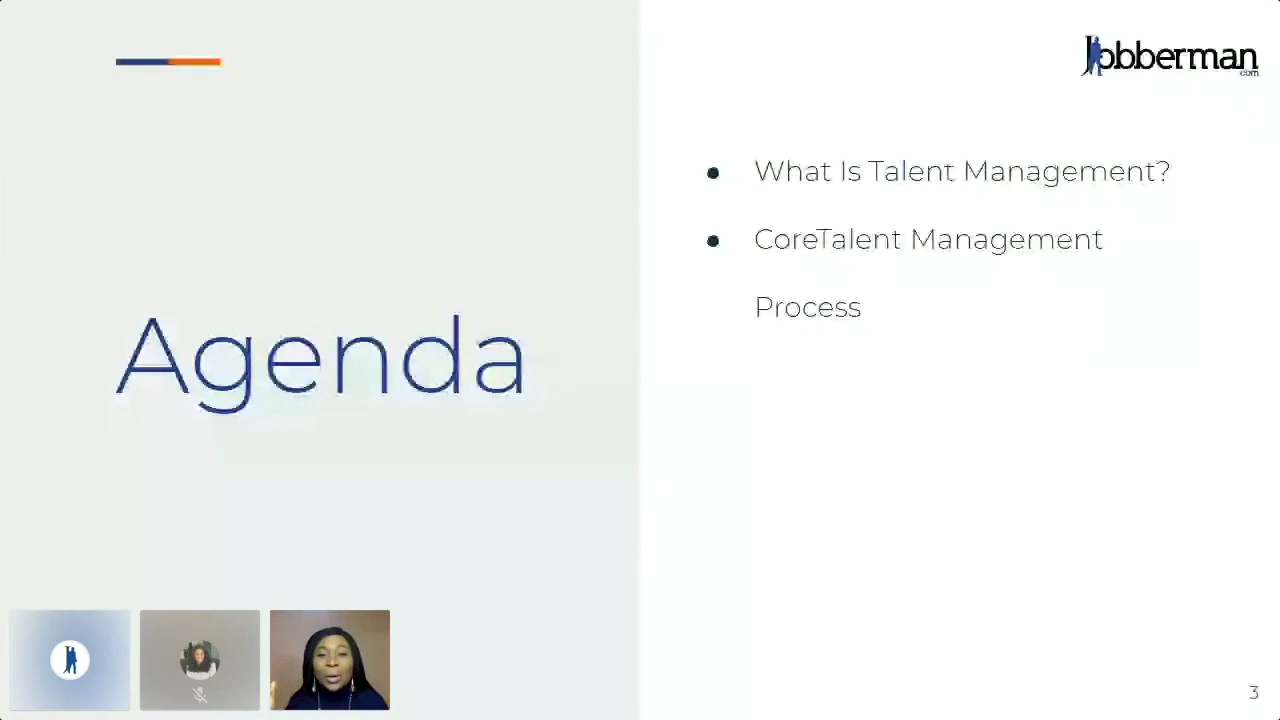 Jobberman
.com
Agenda
● What Is Talent Management?
● CoreTalent Management
Process
3